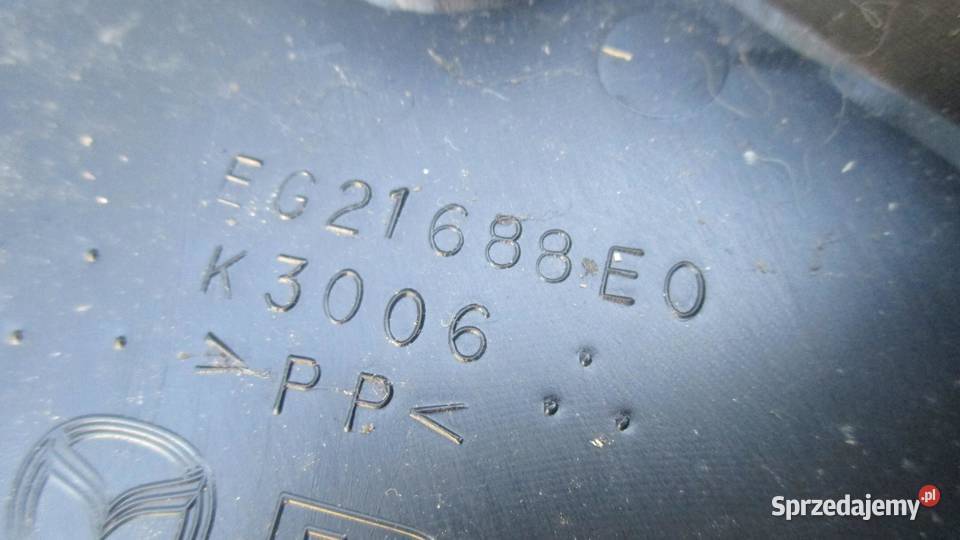 EG21688E0
K3006
>PP<
Sprzedajemy.pl